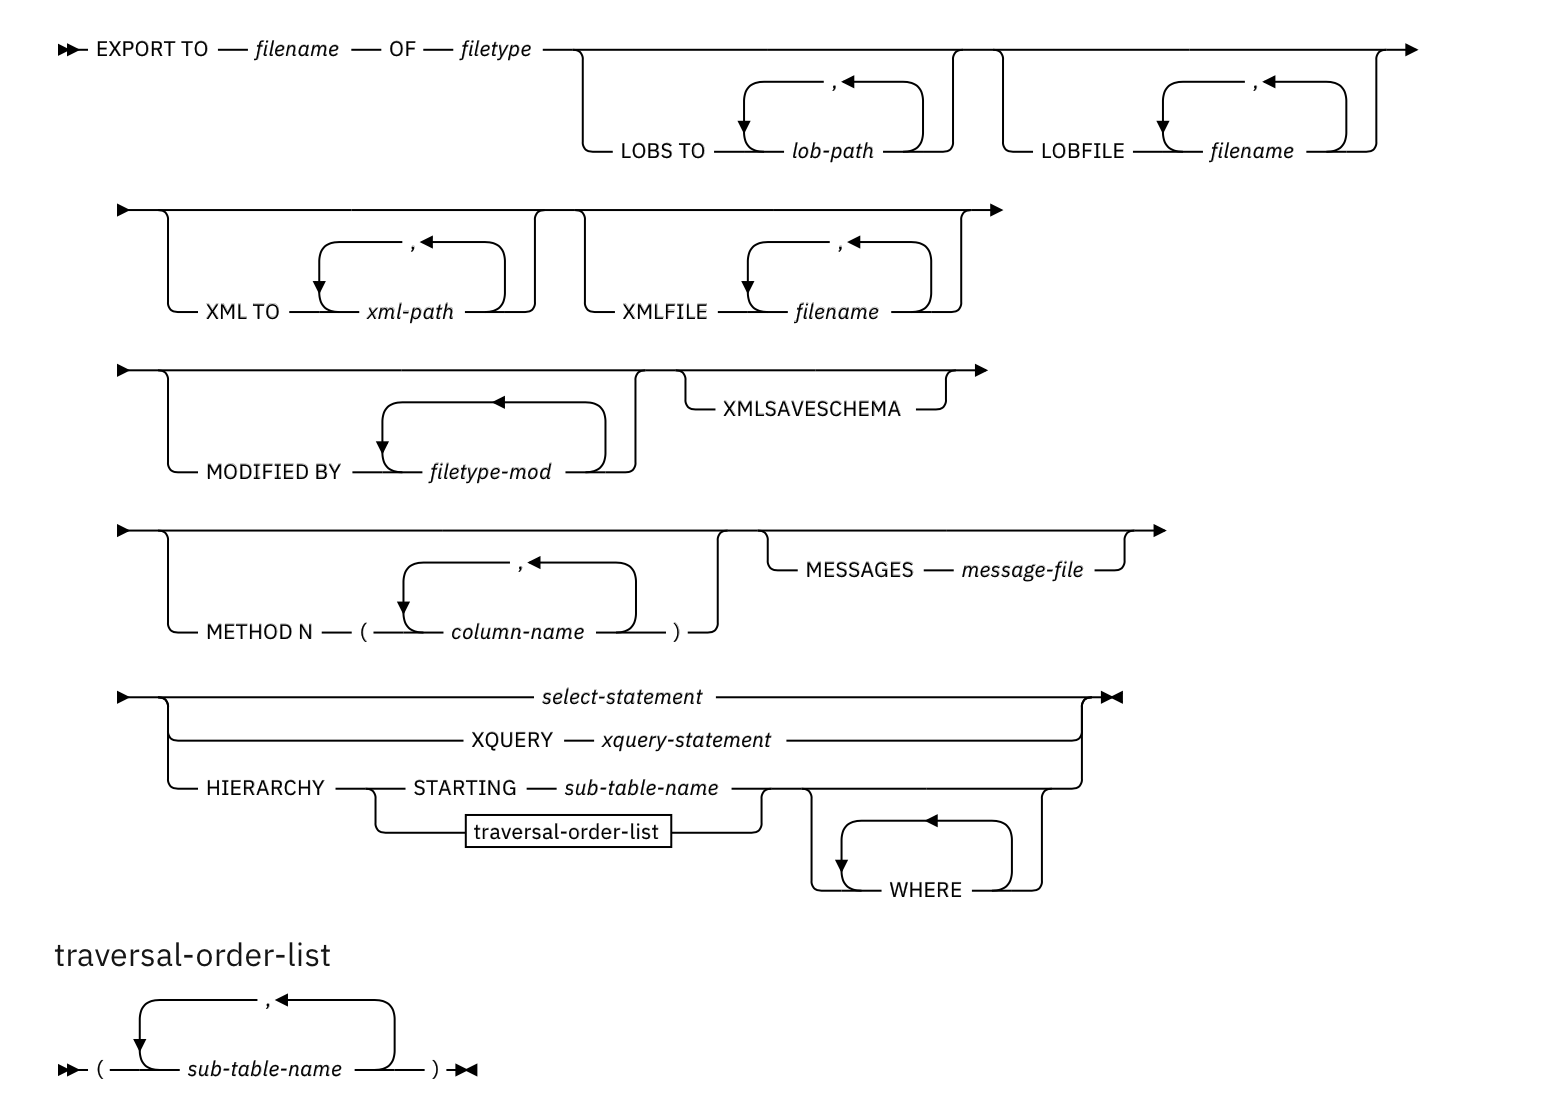 EXPORT TO filename OF filetype
, ,
LOBS TO lob-path LOBFILE filename
, ,
XML TO xml-path XMLFILE filename
XMLSAVESCHEMA
MODIFIED BY filetype-mod
,
MESSAGES message-file
METHOD N ( column-name )
select-statement
XQUERY xquery-statement
HIERARCHY STARTING sub-table-name
traversal-order-list
WHERE
traversal-order-list
,
( sub-table-name )